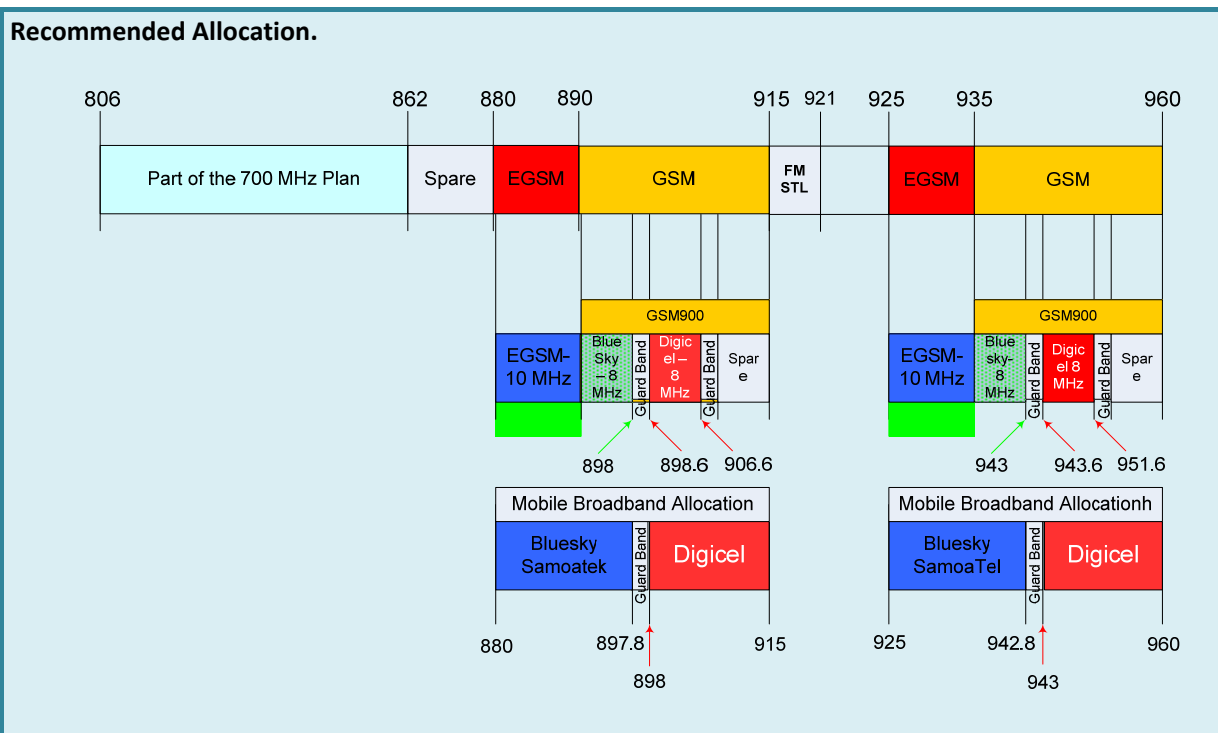 Recommended Allocation.
806 862 880 890 915 921 925 935 960
Part of the 700 MHz Plan Spare EGSM GSM FM EGSM GSM
STL
GSM900 GSM900
EGSM-
10 MHz
Blue
Sky
– 8
MHz
Guard Band
Digic
el –
8
MHz
Guard Band
Spar
e
EGSM-
10 MHz
Blue
sky-
8
MHz
Guard Band
Digic
el 8
MHz
Guard Band
Spar
e
898 898.6 906.6 943 943.6 951.6
Mobile Broadband Allocation Mobile Broadband Allocationh
Bluesky
Samoatek
Guard Band
Digicel
Bluesky
SamoaTel
Guard Band
Digicel
880 897.8 915 925 942.8 960
898 943